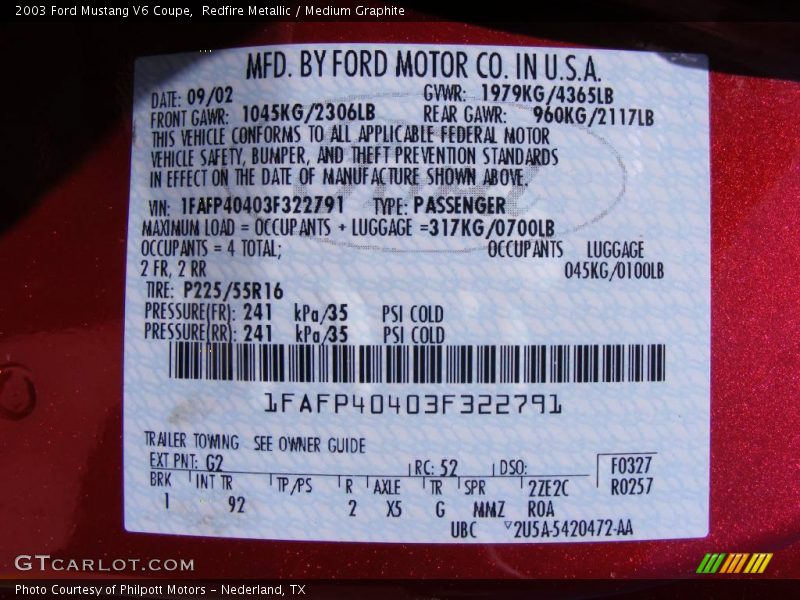 2003 Ford Mustang V6 Coupe,  Redfire Metallic / Medium Graphite
MFD. BY FORD MOTOR CO. IN U.S.A.
DATE: 09/02 GVWR: 1979KG/4365LB
FRONT GAWR: 1045KG/2306LB REAR GAWR: 960KG/2117LB
THIS VEHICLE CONFORMS TO ALL APPLICABLE FEDERAL MOTOR
VEHICLE SAFETY, BUMPER, AND THEFT PREVENTION STANDARDS
IN EFFECT ON THE DATE OF MANUFACTURE SHOWN ABOVE.
VIN: 1FAFP40403F322791 TYPE: PASSENGER
MAXIMUM LOAD = OCCUPANTS + LUGGAGE =317KG/0700LB
OCCUPANTS = 4 TOTAL; OCCUPANTS LUGGAGE
2 FR, 2 RR 045KG/0100LB
TIRE: P225/55R16
PRESSURE(FR): 241 kPa/35 PSI COLD
PRESSURE(RR): 241 kPa/35 PSI COLD
1FAFP40403F322791
TRAILER TOWING SEE OWNER GUIDE
EXT PNT: G2 RC: 52 DSO: F0327
BRK INT TR TP/PS R AXLE TR SPR 2ZE2C R0257
1 92 2 X5 G MMZ ROA
UBC ▽2U5A-5420472-AA
GTCARLOT.COM
Photo Courtesy of Philpott Motors - Nederland, TX